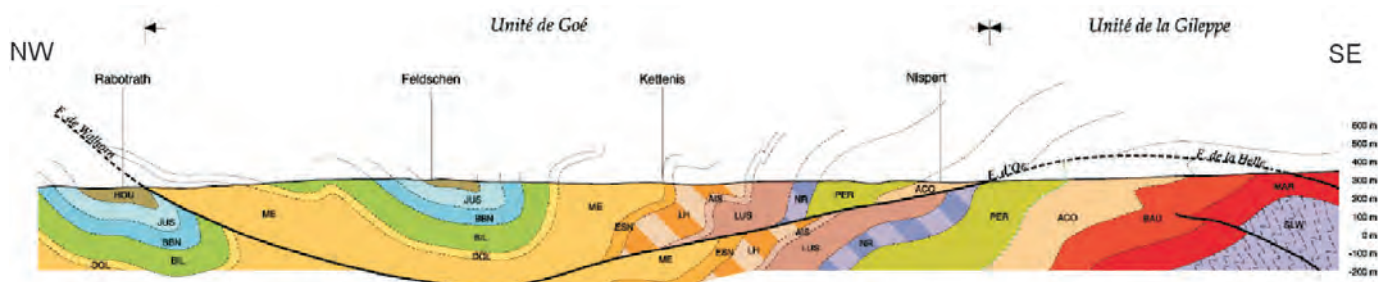 Unité de Goé
Unité de la Gileppe
NW
SE
Rabotrath
Feldschen
Kettenis
Nispert
F. de Walhorn
F. d'Oe
F. de la Helle
600 m
500 m
400 m
300 m
200 m
100 m
0 m
-100 m
-200 m
HOU
JUS
BBN
BIL
DOL
ME
JUS
BBN
BIL
DOL
ME
ESN
LH
AIS
LUS
NR
PER
ACO
ME
ESN
LH
AIS
LUS
NR
PER
ACO
BAU
MAR
SLW